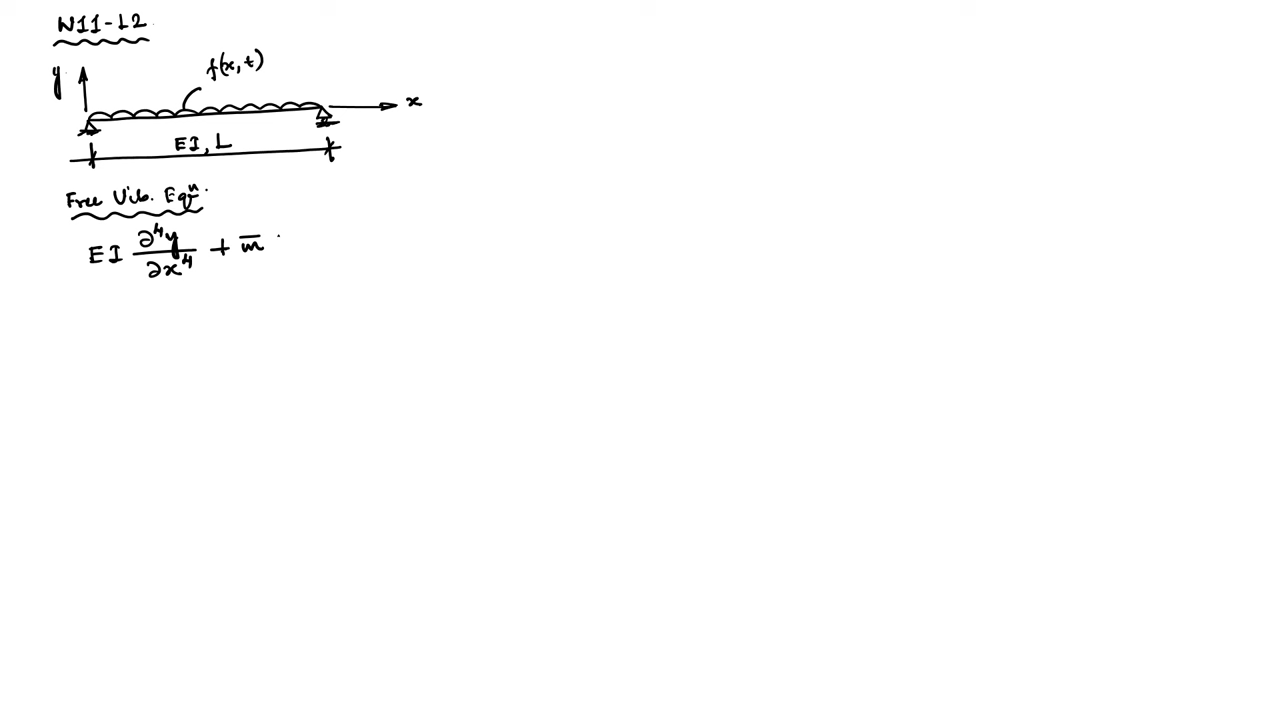 W11-L2
y
f(x,t)
x
EI, L
Free Vib. Eqⁿ.
EI ∂⁴y/∂x⁴ + m̅